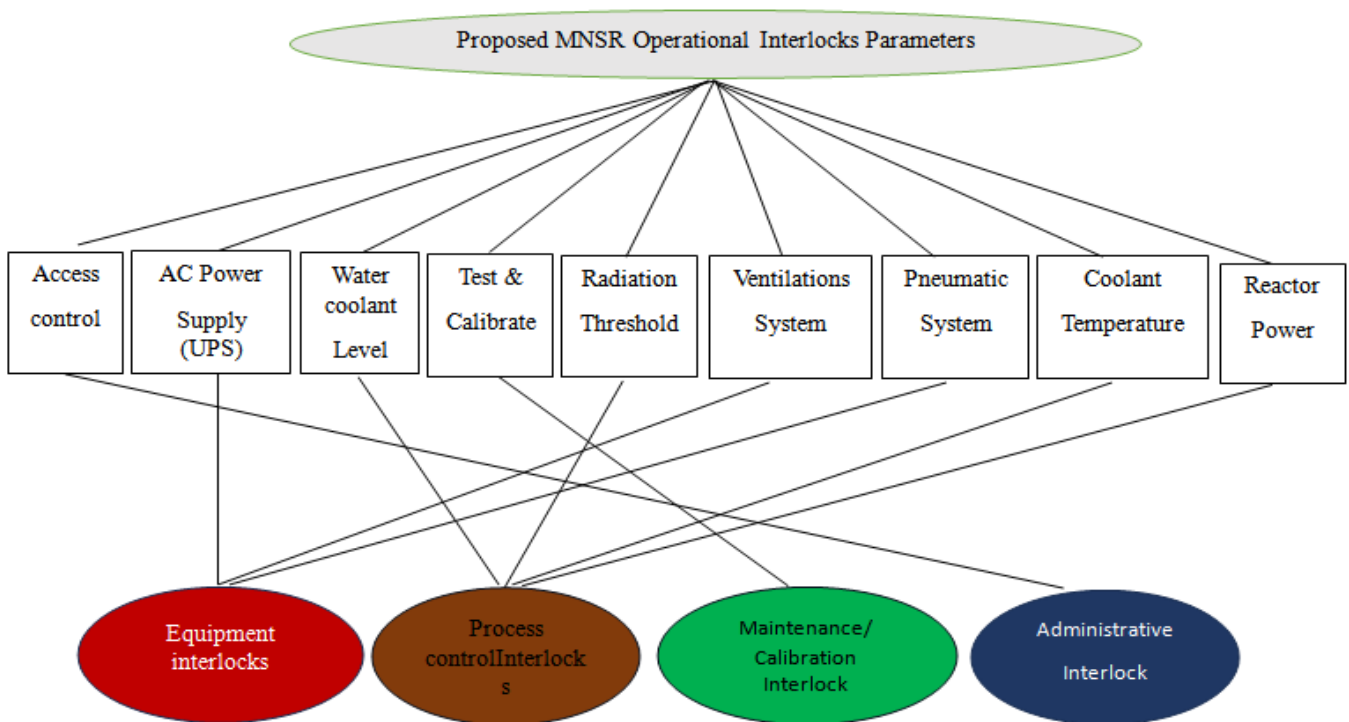 Proposed MNSR Operational Interlocks Parameters
Access
control
AC Power
Supply
(UPS)
Water
coolant
Level
Test &
Calibrate
Radiation
Threshold
Ventilations
System
Pneumatic
System
Coolant
Temperature
Reactor
Power
Equipment
interlocks
Process
controlInterlock
s
Maintenance/
Calibration
Interlock
Administrative
Interlock